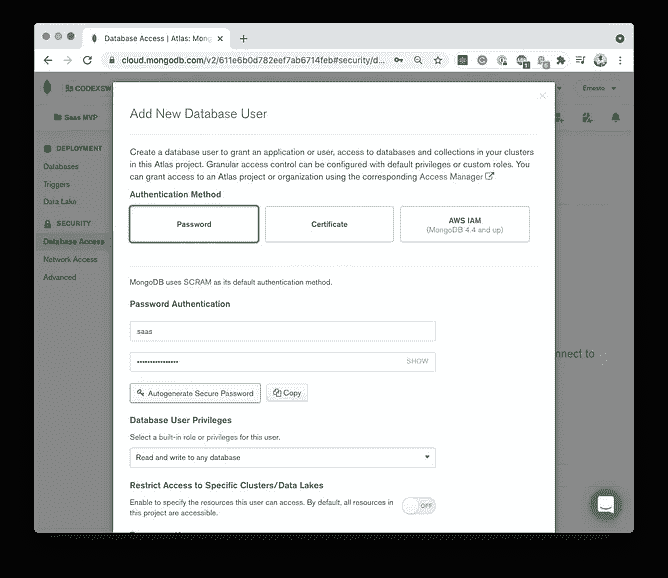 Database Access | Atlas: Mong
cloud.mongodb.com/v2/611e6b0d782eef7ab6714feb#security/d...
CODEXSW
Ernesto
Saas MVP
DEPLOYMENT
Databases
Triggers
Data Lake
SECURITY
Database Access
Network Access
Advanced
nnect to
Add New Database User
Create a database user to grant an application or user, access to databases and collections in your clusters
in this Atlas project. Granular access control can be configured with default privileges or custom roles. You
can grant access to an Atlas project or organization using the corresponding Access Manager
Authentication Method
Password
Certificate
AWS IAM
(MongoDB 4.4 and up)
MongoDB uses SCRAM as its default authentication method.
Password Authentication
saas
SHOW
Autogenerate Secure Password
Copy
Database User Privileges
Select a built-in role or privileges for this user.
Read and write to any database
Restrict Access to Specific Clusters/Data Lakes
Enable to specify the resources this user can access. By default, all resources in
this project are accessible.
OFF